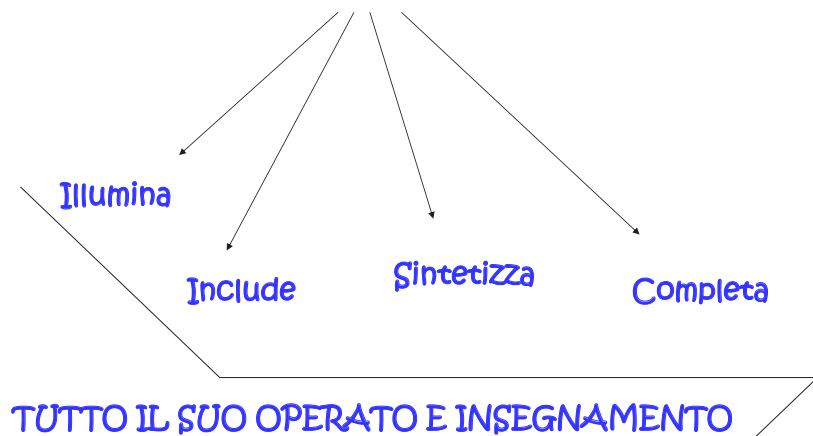 Illumina
Include
Sintetizza
Completa
TUTTO IL SUO OPERATO E INSEGNAMENTO